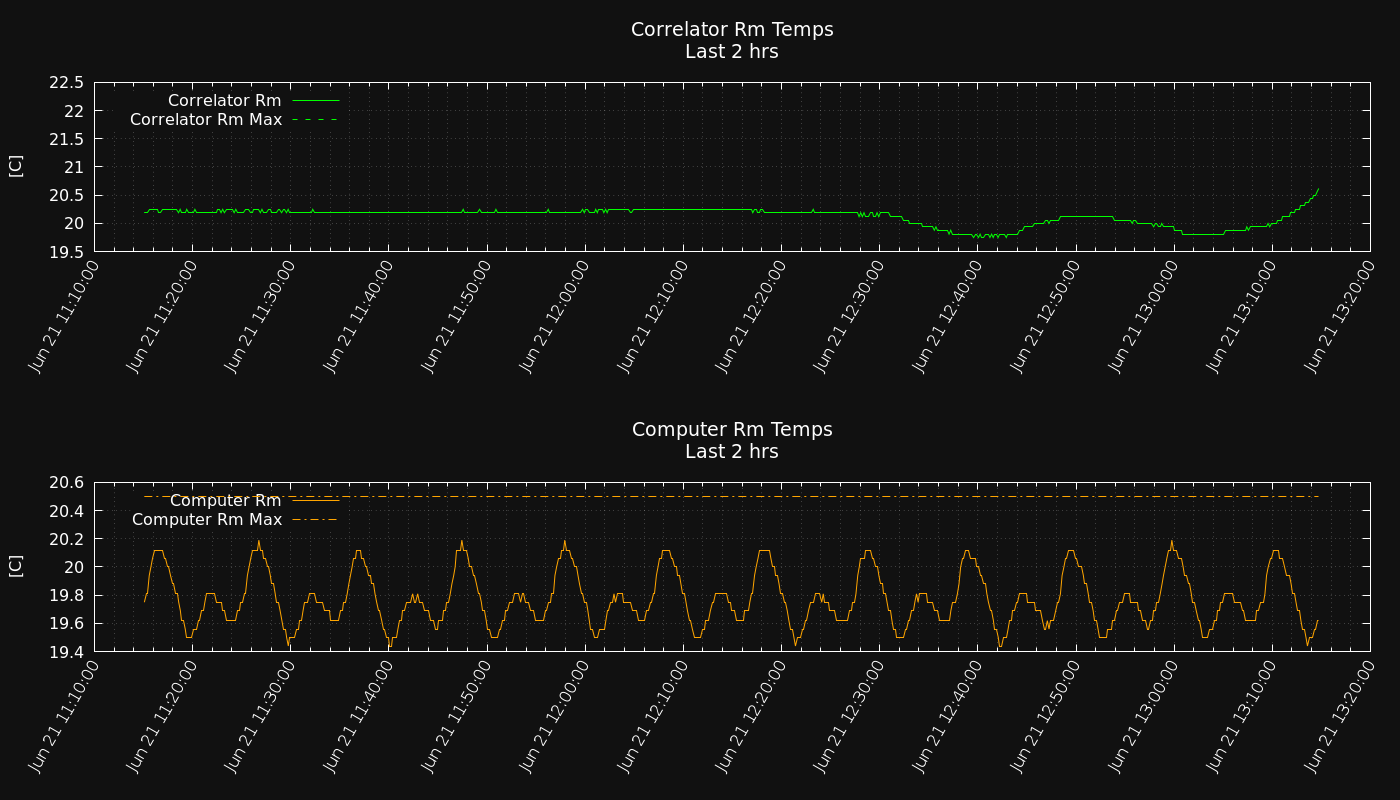 Correlator Rm Temps
Last 2 hrs
22.5
22
21.5
21
20.5
20
19.5
[C]
Correlator Rm
Correlator Rm Max
Jun 21 11:10:00
Jun 21 11:20:00
Jun 21 11:30:00
Jun 21 11:40:00
Jun 21 11:50:00
Jun 21 12:00:00
Jun 21 12:10:00
Jun 21 12:20:00
Jun 21 12:30:00
Jun 21 12:40:00
Jun 21 12:50:00
Jun 21 13:00:00
Jun 21 13:10:00
Jun 21 13:20:00
Computer Rm Temps
Last 2 hrs
20.6
20.4
20.2
20
19.8
19.6
19.4
[C]
Computer Rm
Computer Rm Max
Jun 21 11:10:00
Jun 21 11:20:00
Jun 21 11:30:00
Jun 21 11:40:00
Jun 21 11:50:00
Jun 21 12:00:00
Jun 21 12:10:00
Jun 21 12:20:00
Jun 21 12:30:00
Jun 21 12:40:00
Jun 21 12:50:00
Jun 21 13:00:00
Jun 21 13:10:00
Jun 21 13:20:00